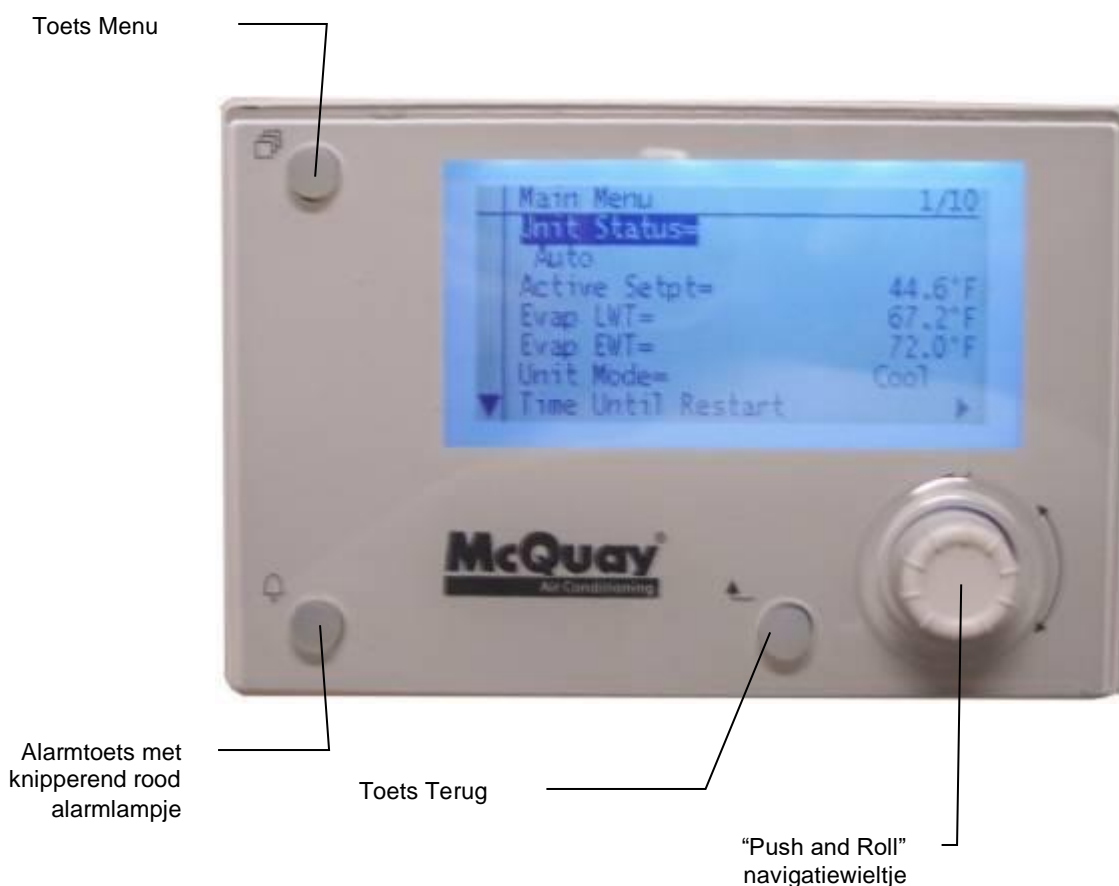 Toets Menu
Main Menu 1/10
Unit Status=
Auto
Active Setpt= 44.6°F
Evap LWT= 67.2°F
Evap EWT= 72.0°F
Unit Mode= Cool
Time Until Restart
McQuay®
Air Conditioning
Alarmtoets met
knipperend rood
alarmlampje
Toets Terug
“Push and Roll”
navigatiewieltje